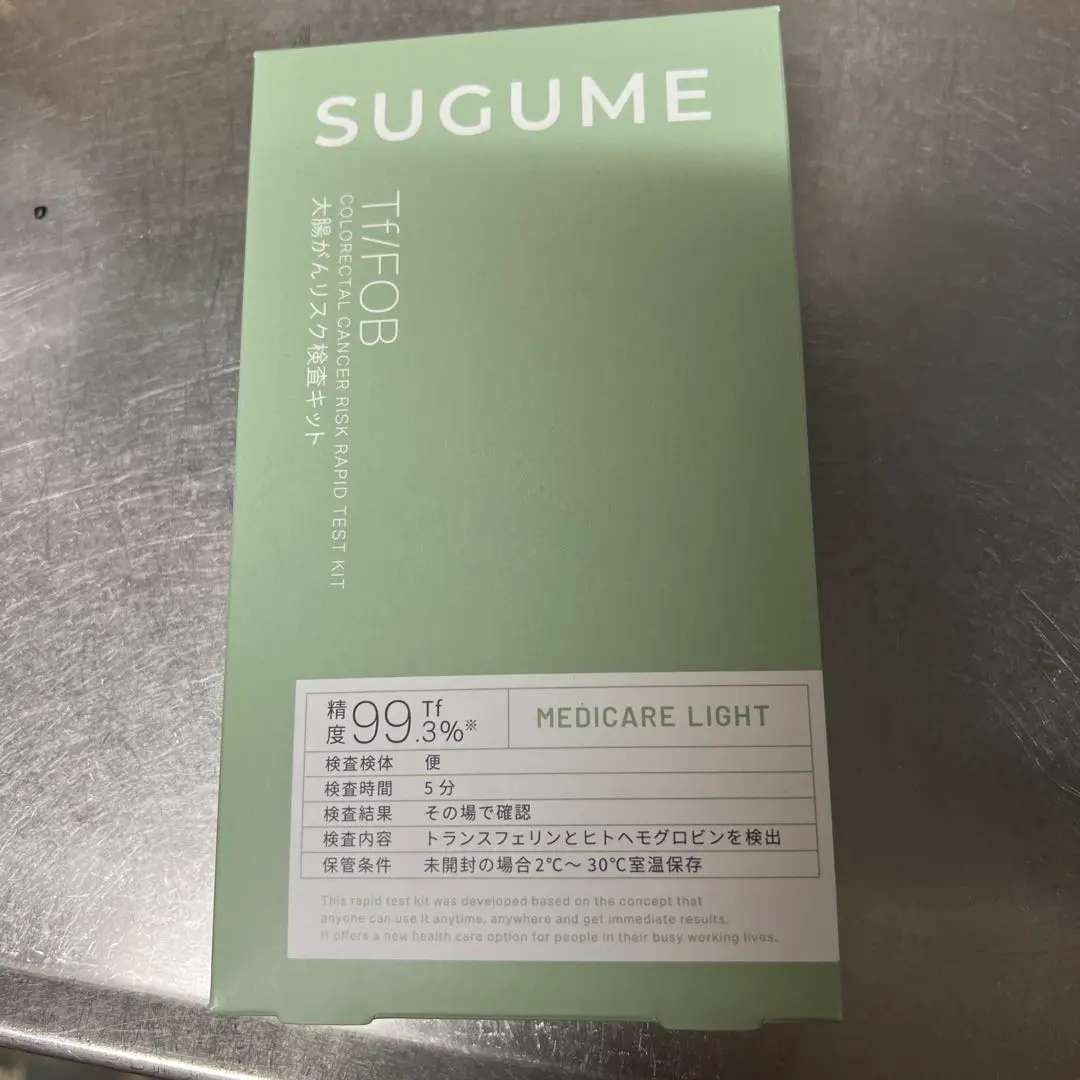 SUGUME
Tf/FOB
COLORECTAL CANCER RISK RAPID TEST KIT
大腸がんリスク検査キット
精度 99.3% Tf ※
MEDICARE LIGHT
検査検体 便
検査時間 5分
検査結果 その場で確認
検査内容 トランスフェリンとヒトヘモグロビンを検出
保管条件 未開封の場合2℃〜30℃室温保存
This rapid test kit was developed based on the concept that
anyone can use it anytime, anywhere and get immediate results.
It offers a new health care option for people in their busy working lives.